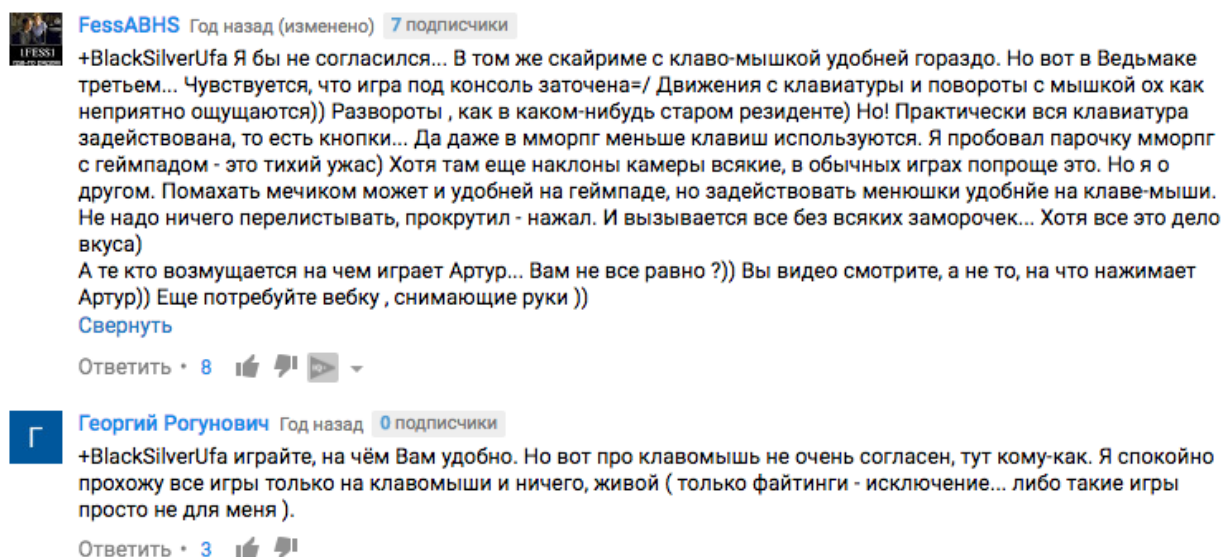 FessABHS Год назад (изменено) 7 подписчики
+BlackSilverUfa Я бы не согласился... В том же скайриме с клаво-мышкой удобней гораздо. Но вот в Ведьмаке
третьем... Чувствуется, что игра под консоль заточена=/ Движения с клавиатуры и повороты с мышкой ох как
неприятно ощущаются)) Развороты , как в каком-нибудь старом резиденте) Но! Практически вся клавиатура
задействована, то есть кнопки... Да даже в мморпг меньше клавиш используются. Я пробовал парочку мморпг
с геймпадом - это тихий ужас) Хотя там еще наклоны камеры всякие, в обычных играх попроще это. Но я о
другом. Помахать мечиком может и удобней на геймпаде, но задействовать менюшки удобнйе на клаве-мыши.
Не надо ничего перелистывать, прокрутил - нажал. И вызывается все без всяких заморочек... Хотя все это дело
вкуса)
А те кто возмущается на чем играет Артур... Вам не все равно ?)) Вы видео смотрите, а не то, на что нажимает
Артур)) Еще потребуйте вебку , снимающие руки ))
Свернуть
Ответить • 8
Г
Георгий Рогунович Год назад 0 подписчики
+BlackSilverUfa играйте, на чём Вам удобно. Но вот про клавомышь не очень согласен, тут кому-как. Я спокойно
прохожу все игры только на клавомыши и ничего, живой ( только файтинги - исключение... либо такие игры
просто не для меня ).
Ответить • 3